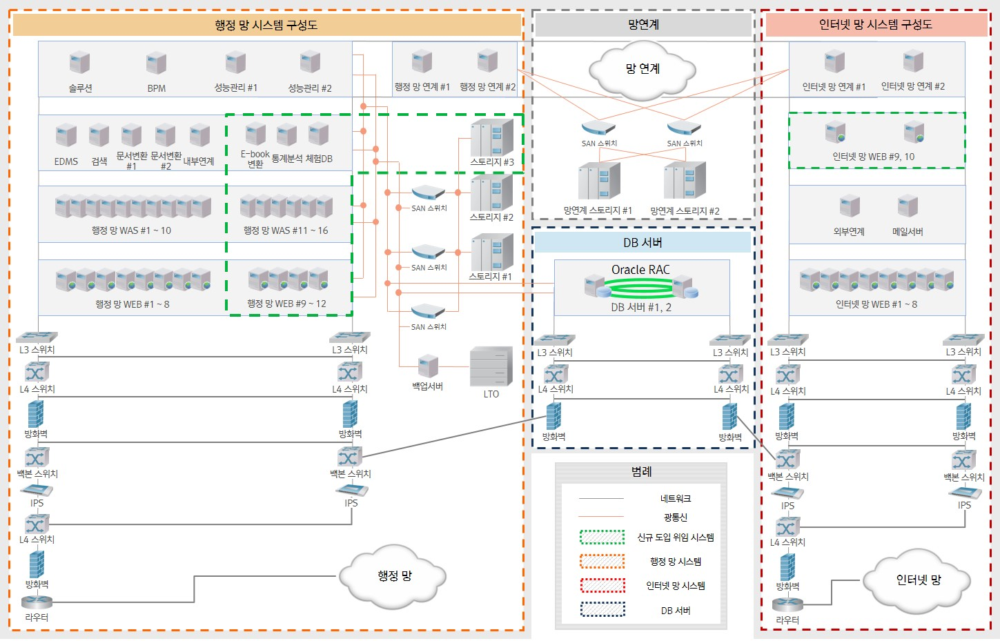 행정 망 시스템 구성도
솔루션
BPM
성능관리 #1
성능관리 #2
행정 망 연계 #1
행정 망 연계 #2
EDMS
검색
문서변환
#1
문서변환
#2
내부연계
E-book
변환
통계분석
체험DB
스토리지 #3
행정 망 WAS #1 ~ 10
행정 망 WAS #11 ~ 16
SAN 스위치
스토리지 #2
행정 망 WEB #1 ~ 8
행정 망 WEB #9 ~ 12
SAN 스위치
스토리지 #1
SAN 스위치
백업서버
LTO
L3 스위치
L3 스위치
L4 스위치
L4 스위치
방화벽
방화벽
백본 스위치
백본 스위치
IPS
IPS
L4 스위치
방화벽
라우터
행정 망
망연계
망 연계
SAN 스위치
SAN 스위치
망연계 스토리지 #1
망연계 스토리지 #2
DB 서버
Oracle RAC
DB 서버 #1, 2
L3 스위치
L3 스위치
L4 스위치
L4 스위치
방화벽
방화벽
범례
네트워크
광통신
신규 도입 위임 시스템
행정 망 시스템
인터넷 망 시스템
DB 서버
인터넷 망 시스템 구성도
인터넷 망 연계 #1
인터넷 망 연계 #2
인터넷 망 WEB #9, 10
외부연계
메일서버
인터넷 망 WEB #1 ~ 8
L3 스위치
L3 스위치
L4 스위치
L4 스위치
방화벽
방화벽
백본 스위치
백본 스위치
IPS
IPS
L4 스위치
방화벽
라우터
인터넷 망